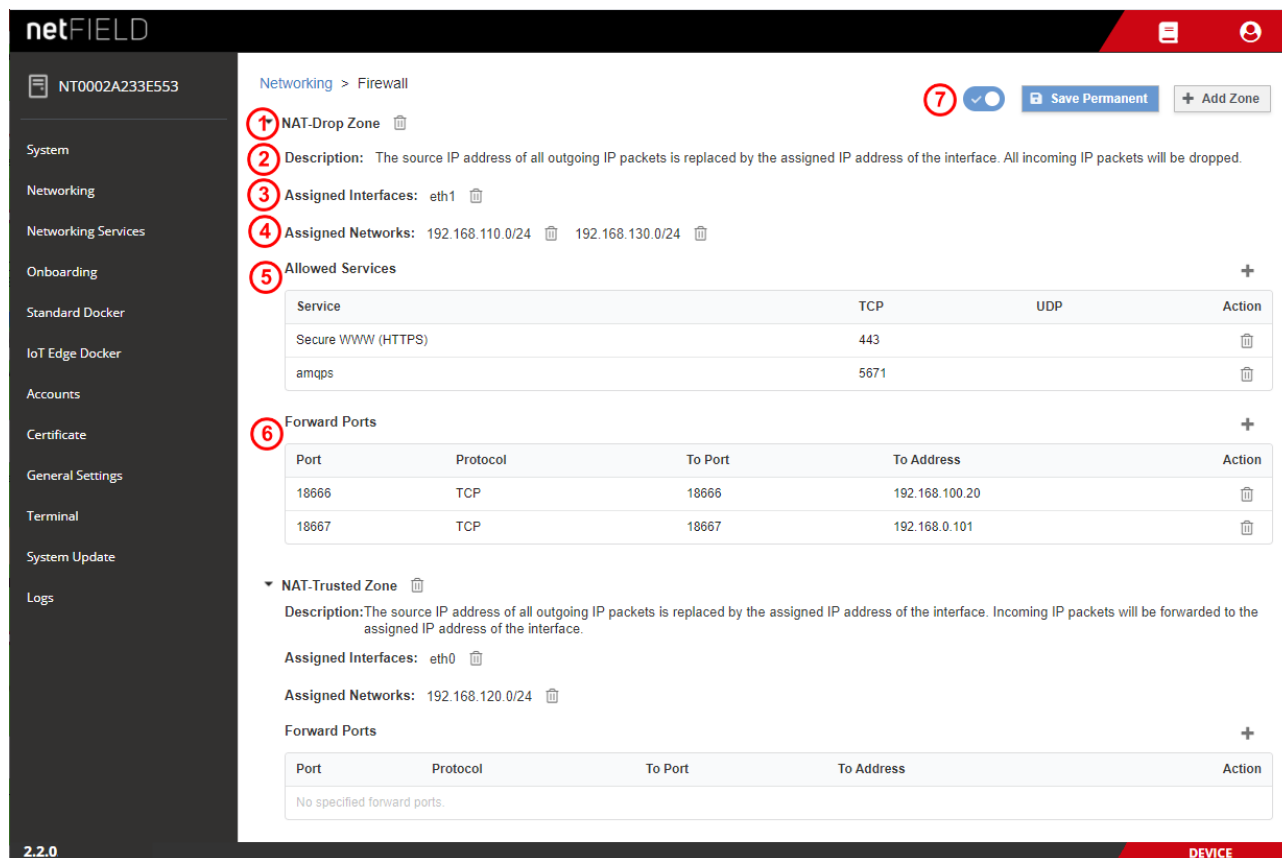 netFIELD
NT0002A233E553
System
Networking
Networking Services
Onboarding
Standard Docker
IoT Edge Docker
Accounts
Certificate
General Settings
Terminal
System Update
Logs
2.2.0
Networking > Firewall
7
Save Permanent
+ Add Zone
1 NAT-Drop Zone
2 Description: The source IP address of all outgoing IP packets is replaced by the assigned IP address of the interface. All incoming IP packets will be dropped.
3 Assigned Interfaces: eth1
4 Assigned Networks: 192.168.110.0/24 192.168.130.0/24
5 Allowed Services +
Service TCP UDP Action
Secure WWW (HTTPS) 443
amqps 5671
6 Forward Ports +
Port Protocol To Port To Address Action
18666 TCP 18666 192.168.100.20
18667 TCP 18667 192.168.0.101
NAT-Trusted Zone
Description:The source IP address of all outgoing IP packets is replaced by the assigned IP address of the interface. Incoming IP packets will be forwarded to the
assigned IP address of the interface.
Assigned Interfaces: eth0
Assigned Networks: 192.168.120.0/24
Forward Ports +
Port Protocol To Port To Address Action
No specified forward ports.
DEVICE